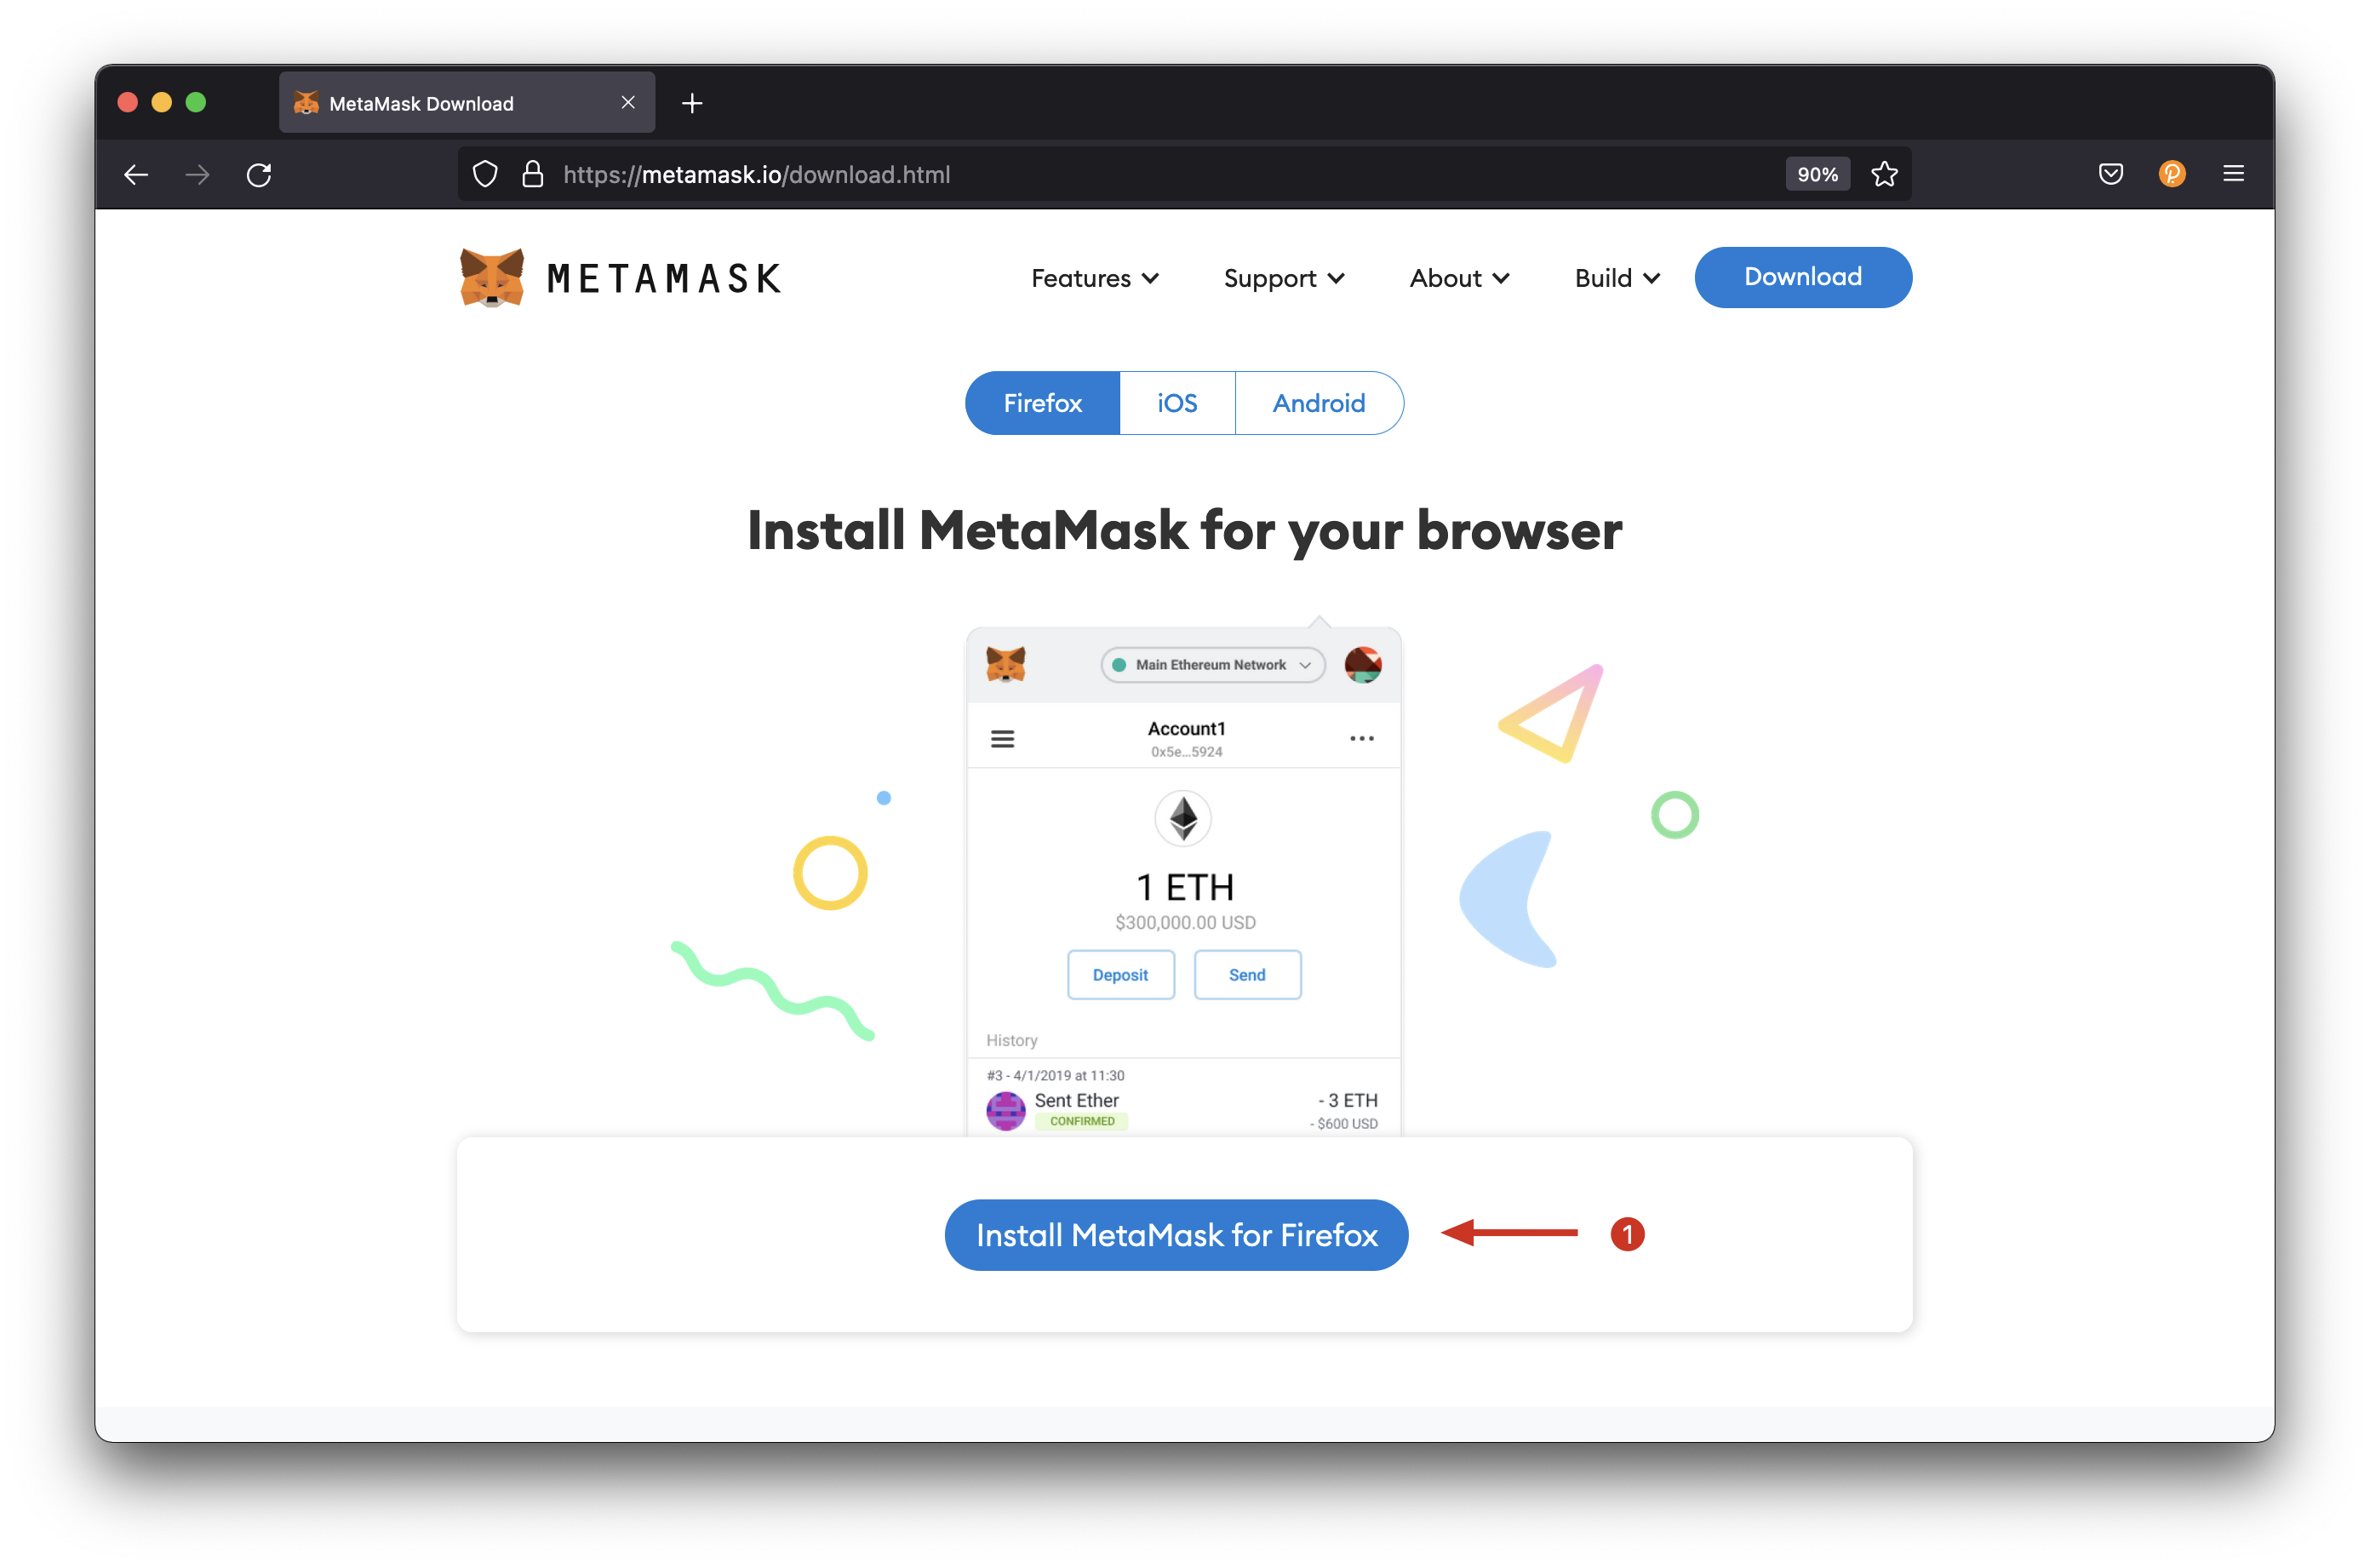 MetaMask Download
https://metamask.io/download.html
90%
METAMASK
Features
Support
About
Build
Download
Firefox
iOS
Android
Install MetaMask for your browser
Main Ethereum Network
Account1
0x5e...5924
1 ETH
$300,000.00 USD
Deposit
Send
History
#3 - 4/1/2019 at 11:30
Sent Ether
- 3 ETH
CONFIRMED
- $600 USD
Install MetaMask for Firefox
1